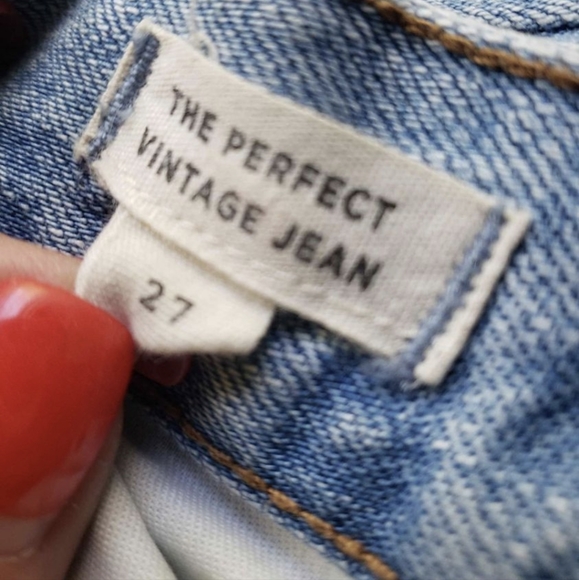 THE PERFECT
VINTAGE JEAN
27